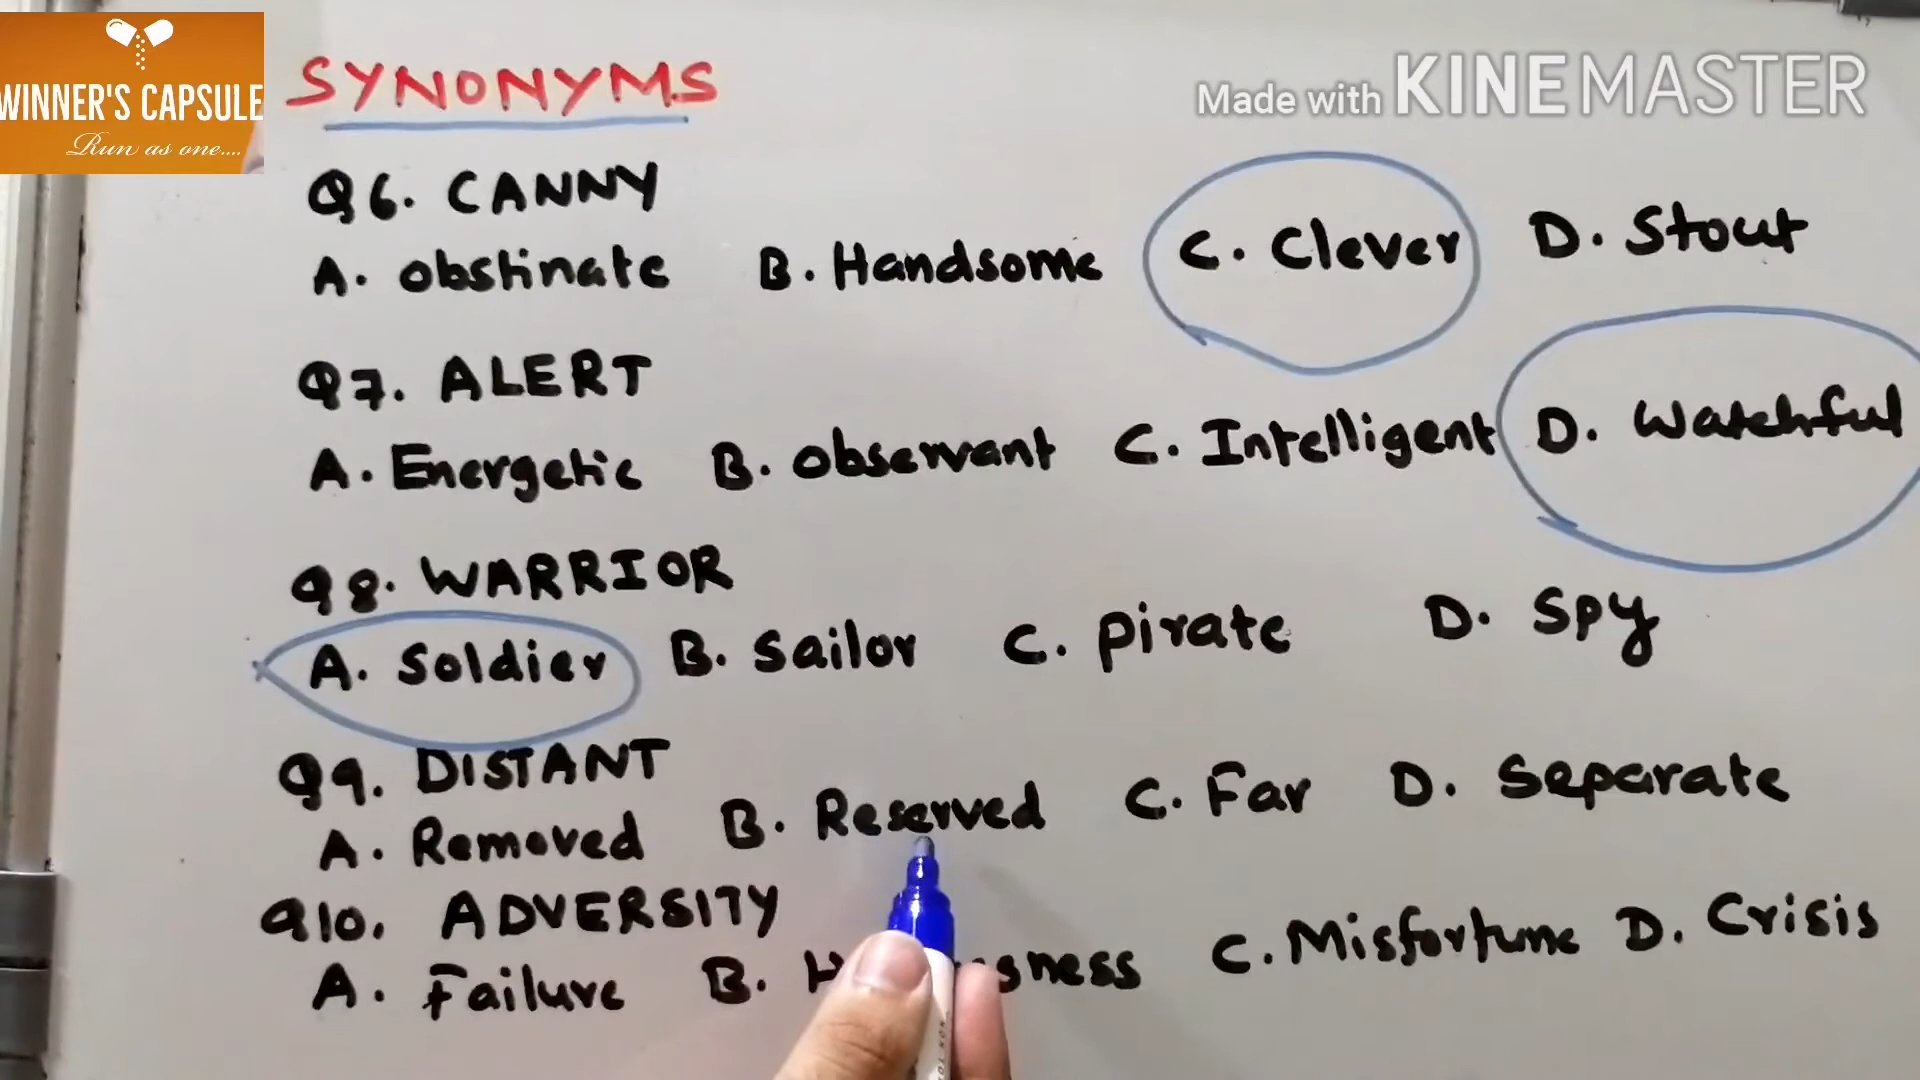 WINNER'S CAPSULE
Run as one....
Made with KINEMASTER
SYNONYMS
Q6. CANNY
A. Obstinate B. Handsome C. Clever D. Stout
Q7. ALERT
A. Energetic B. Observant C. Intelligent D. Watchful
Q8. WARRIOR
A. Soldier B. Sailor C. Pirate D. Spy
Q9. DISTANT
A. Removed B. Reserved C. Far D. Separate
Q10. ADVERSITY
A. Failure B. C. Misfortune D. Crisis